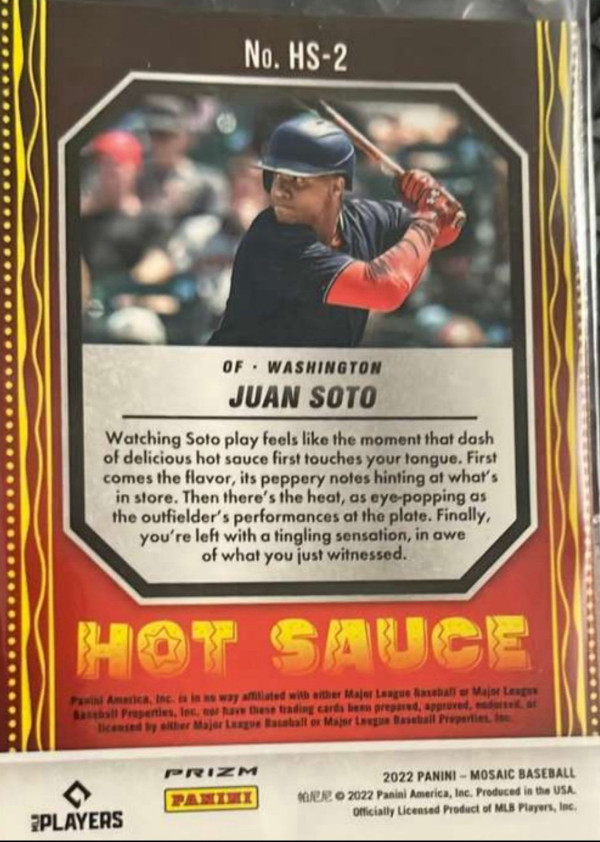 No. HS-2
OF · WASHINGTON
JUAN SOTO
Watching Soto play feels like the moment that dash
of delicious hot sauce first touches your tongue. First
comes the flavor, its peppery notes hinting at what's
in store. Then there's the heat, as eye-popping as
the outfielder's performances at the plate. Finally,
you're left with a tingling sensation, in awe
of what you just witnessed.
HOT SAUCE
Panini America, Inc. is in no way affiliated with either Major League Baseball or Major League
Baseball Properties, Inc. nor have these trading cards been prepared, approved, endorsed, or
licensed by either Major League Baseball or Major League Baseball Properties, Inc.
PRIZM
PANINI
MLB PLAYERS
2022 PANINI – MOSAIC BASEBALL
帕尼尼 © 2022 Panini America, Inc. Produced in the USA.
Officially Licensed Product of MLB Players, Inc.